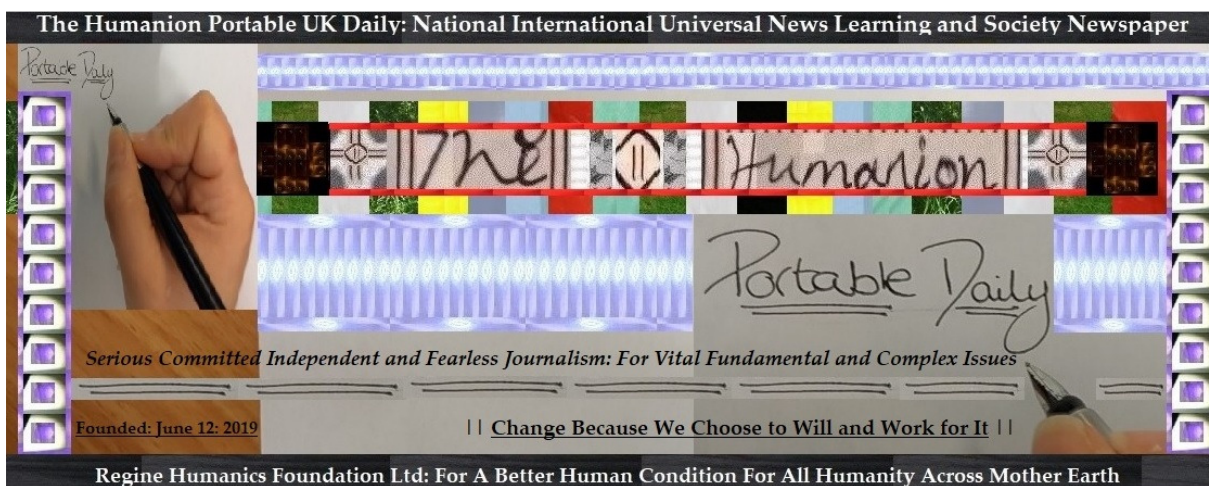 The Humanion Portable UK Daily: National International Universal News Learning and Society Newspaper
Portable Daily
The Humanion
Portable Daily
Serious Committed Independent and Fearless Journalism: For Vital Fundamental and Complex Issues
Founded: June 12: 2019
|| Change Because We Choose to Will and Work for It ||
Regine Humanics Foundation Ltd: For A Better Human Condition For All Humanity Across Mother Earth